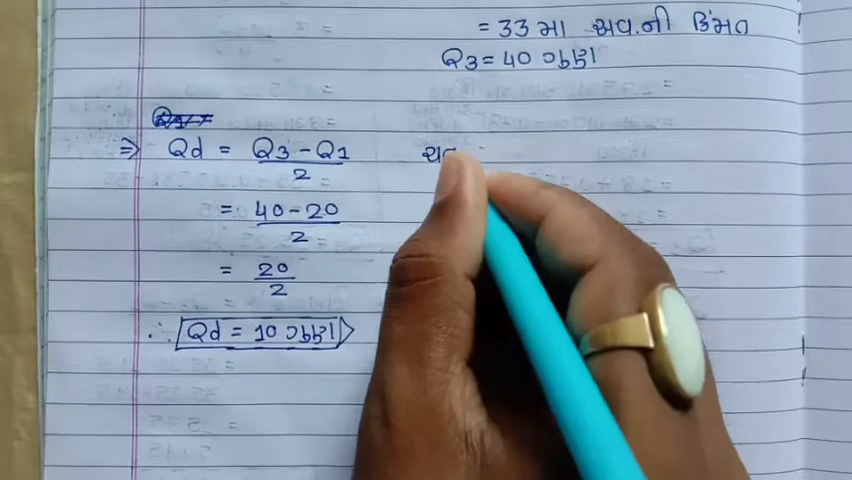 = 33 મા અવ.ની કિંમત
Q3 = 40 ગુણ
⇒ Qd = Q3 - Q1
2
= 40 - 20
2
= 20
2
∴ Qd = 10 ગુણ